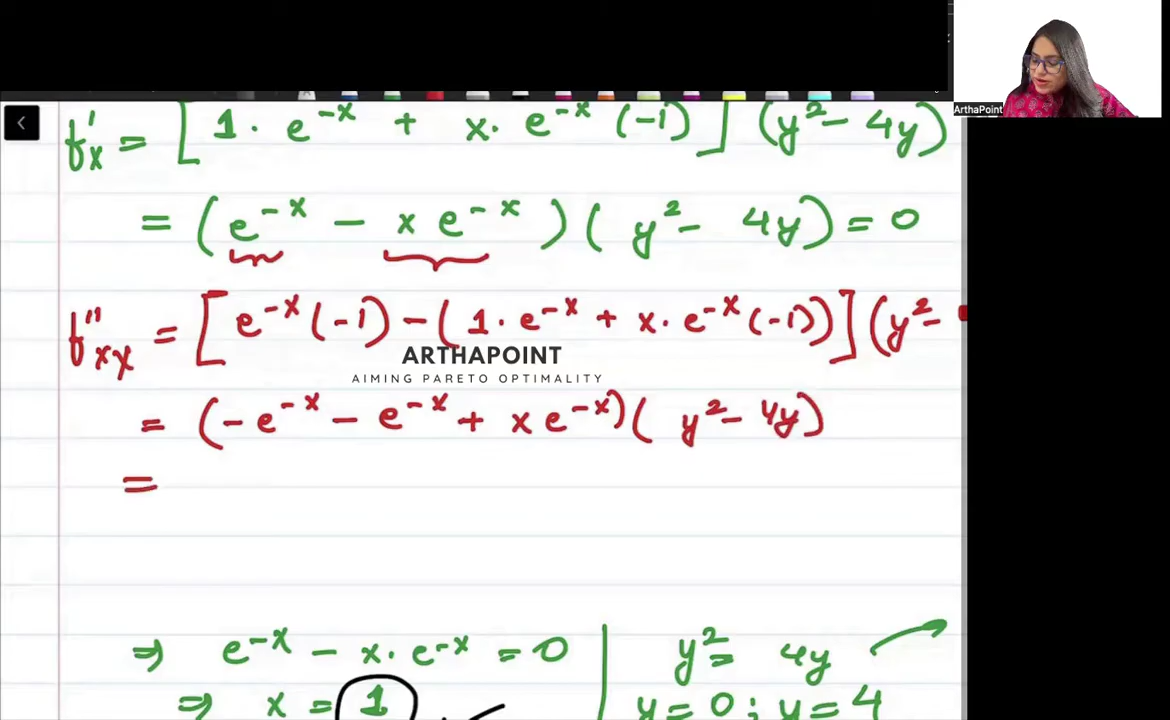 ArthaPoint
f'x = [1. e^-x + x. e^-x (-1)] (y² - 4y)
= (e^-x - x e^-x)(y² - 4y) = 0
f''xx = [e^-x (-1) - (1. e^-x + x. e^-x (-1))] (y² -
ARTHAPOINT
AIMING PARETO OPTIMALITY
= (-e^-x - e^-x + x e^-x)(y² - 4y)
=
⇒ e^-x - x. e^-x = 0
y² = 4y
⇒ x = 1
y = 0 ; y = 4